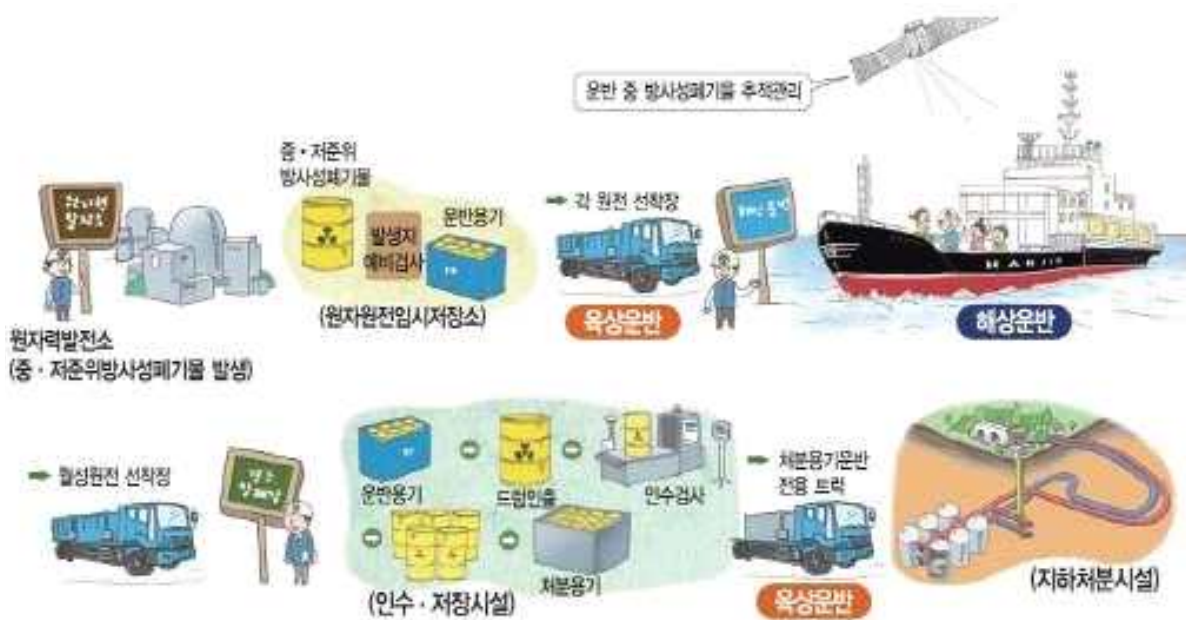 운반 중 방사성폐기물 추적관리
중·저준위
방사성폐기물
발생지
예비검사
운반용기
(원자원전임시저장소)
원자력발전소
(중·저준위방사성폐기물 발생)
각 원전 선착장
육상운반
HANJIN
해상운반
월성원전 선착장
운반용기
드럼인출
인수검사
처분용기
(인수·저장시설)
처분용기운반
전용 트럭
육상운반
(지하처분시설)